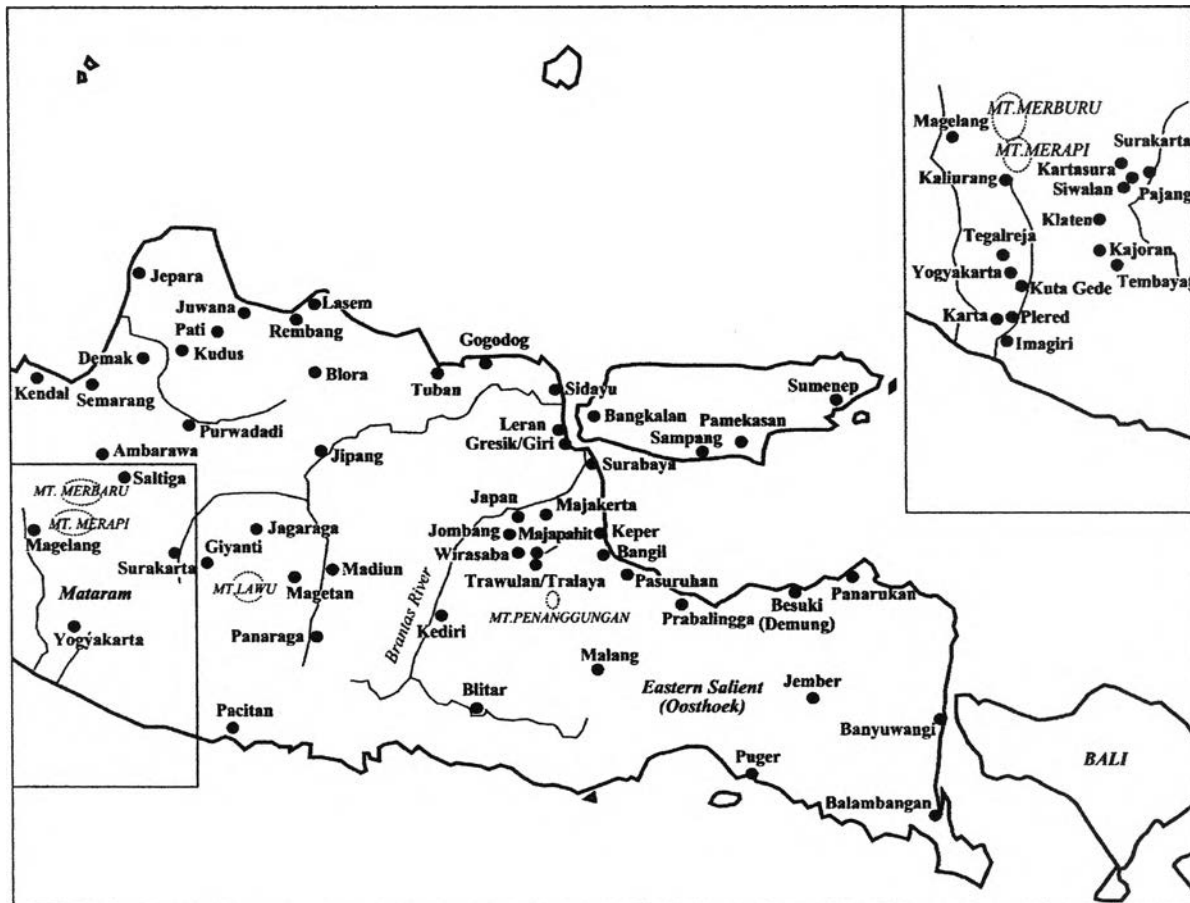 MT.MERBURU
Magelang
MT.MERAPI
Surakarta
Kartasura
Kaliurang
Siwalan
Pajang
Klaten
Tegalreja
Kajoran
Yogyakarta
Tembayat
Kuta Gede
Karta
Plered
Imagiri
Jepara
Juwana
Lasem
Rembang
Pati
Demak
Kudus
Gogodog
Kendal
Semarang
Blora
Tuban
Sidayu
Sumenep
Bangkalan
Purwadadi
Leran
Pamekasan
Gresik/Giri
Sampang
Ambarawa
Jipang
Surabaya
Saltiga
MT. MERBARU
Japan
Majakerta
MT. MERAPI
Jagaraga
Jombang
Majapahit
Keper
Magelang
Giyanti
Wirasaba
Bangil
Surakarta
Madiun
Trawulan/Tralaya
Pasuruhan
Panarukan
Mataram
MT.LAWU
Magetan
Besuki
(Demung)
Prabalingga
MT.PENANGGUNGAN
Brantas River
Kediri
Yogyakarta
Panaraga
Malang
Jember
Eastern Salient
(Oosthoek)
Blitar
Pacitan
Banyuwangi
BALI
Puger
Balambangan